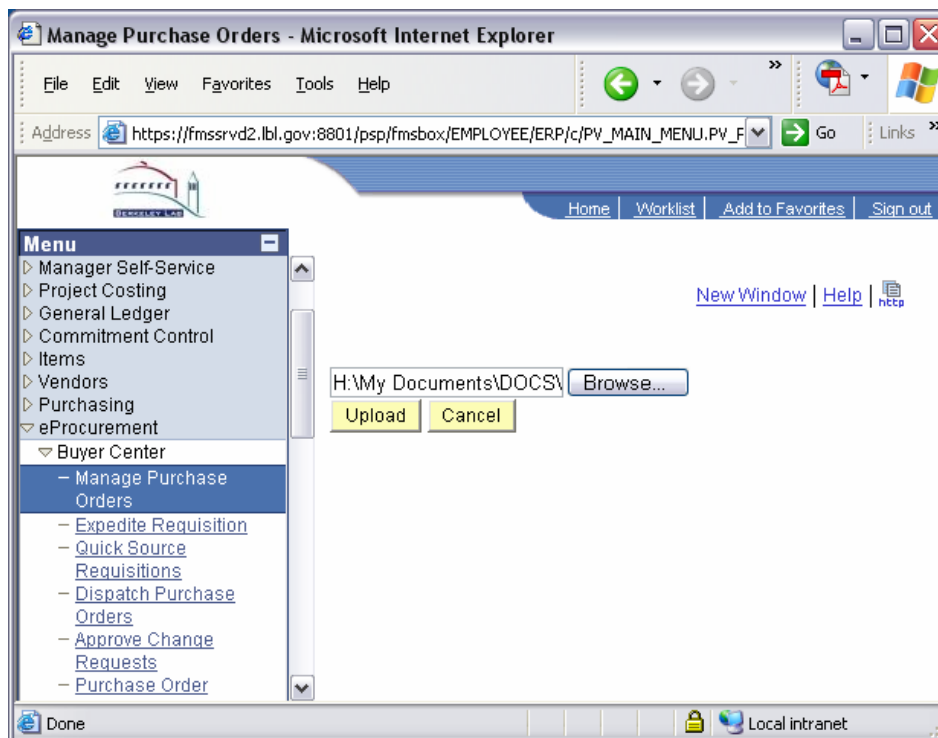 Manage Purchase Orders - Microsoft Internet Explorer
File Edit View Favorites Tools Help
Address https://fmssrvd2.lbl.gov:8801/psp/fmsbox/EMPLOYEE/ERP/c/PV_MAIN_MENU.PV_F Go Links
BERKELEY LAB
Home Worklist Add to Favorites Sign out
Menu
Manager Self-Service
Project Costing
General Ledger
Commitment Control
Items
Vendors
Purchasing
eProcurement
Buyer Center
– Manage Purchase
Orders
– Expedite Requisition
– Quick Source
Requisitions
– Dispatch Purchase
Orders
– Approve Change
Requests
– Purchase Order
New Window | Help | http
H:\My Documents\DOCS\ Browse...
Upload Cancel
Done Local intranet